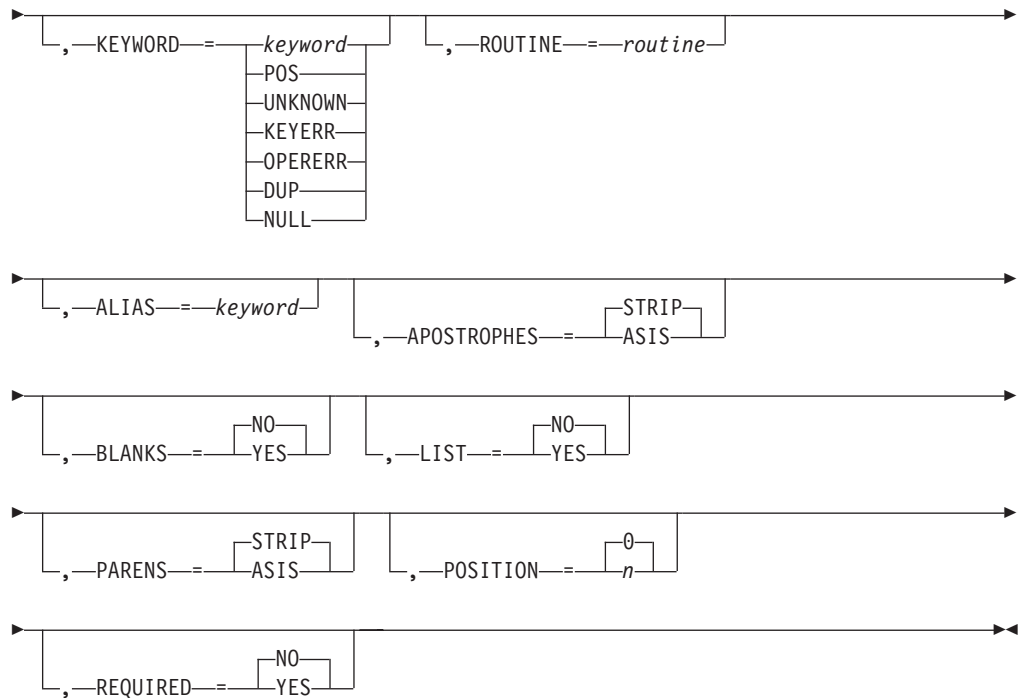 , KEYWORD = keyword , ROUTINE = routine
POS
UNKNOWN
KEYERR
OPERERR
DUP
NULL
, ALIAS = keyword STRIP
, APOSTROPHES = ASIS
NO NO
, BLANKS = YES , LIST = YES
STRIP 0
, PARENS = ASIS , POSITION = n
NO
, REQUIRED = YES